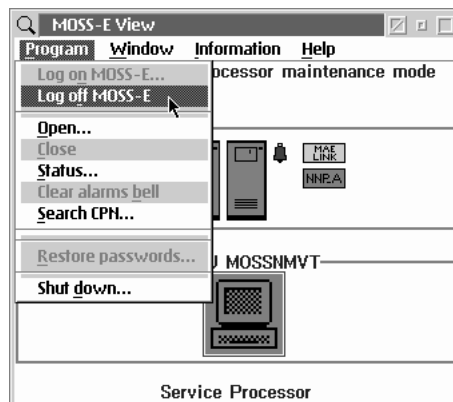 MOSS-E View
Program Window Information Help
Log on MOSS-E...
ocessor maintenance mode
Log off MOSS-E
Open...
Close
Status...
Clear alarms bell
Search CPN...
MAE
LINK
NNP.A
Restore passwords...
MOSSNMVT
Shut down...
Service Processor